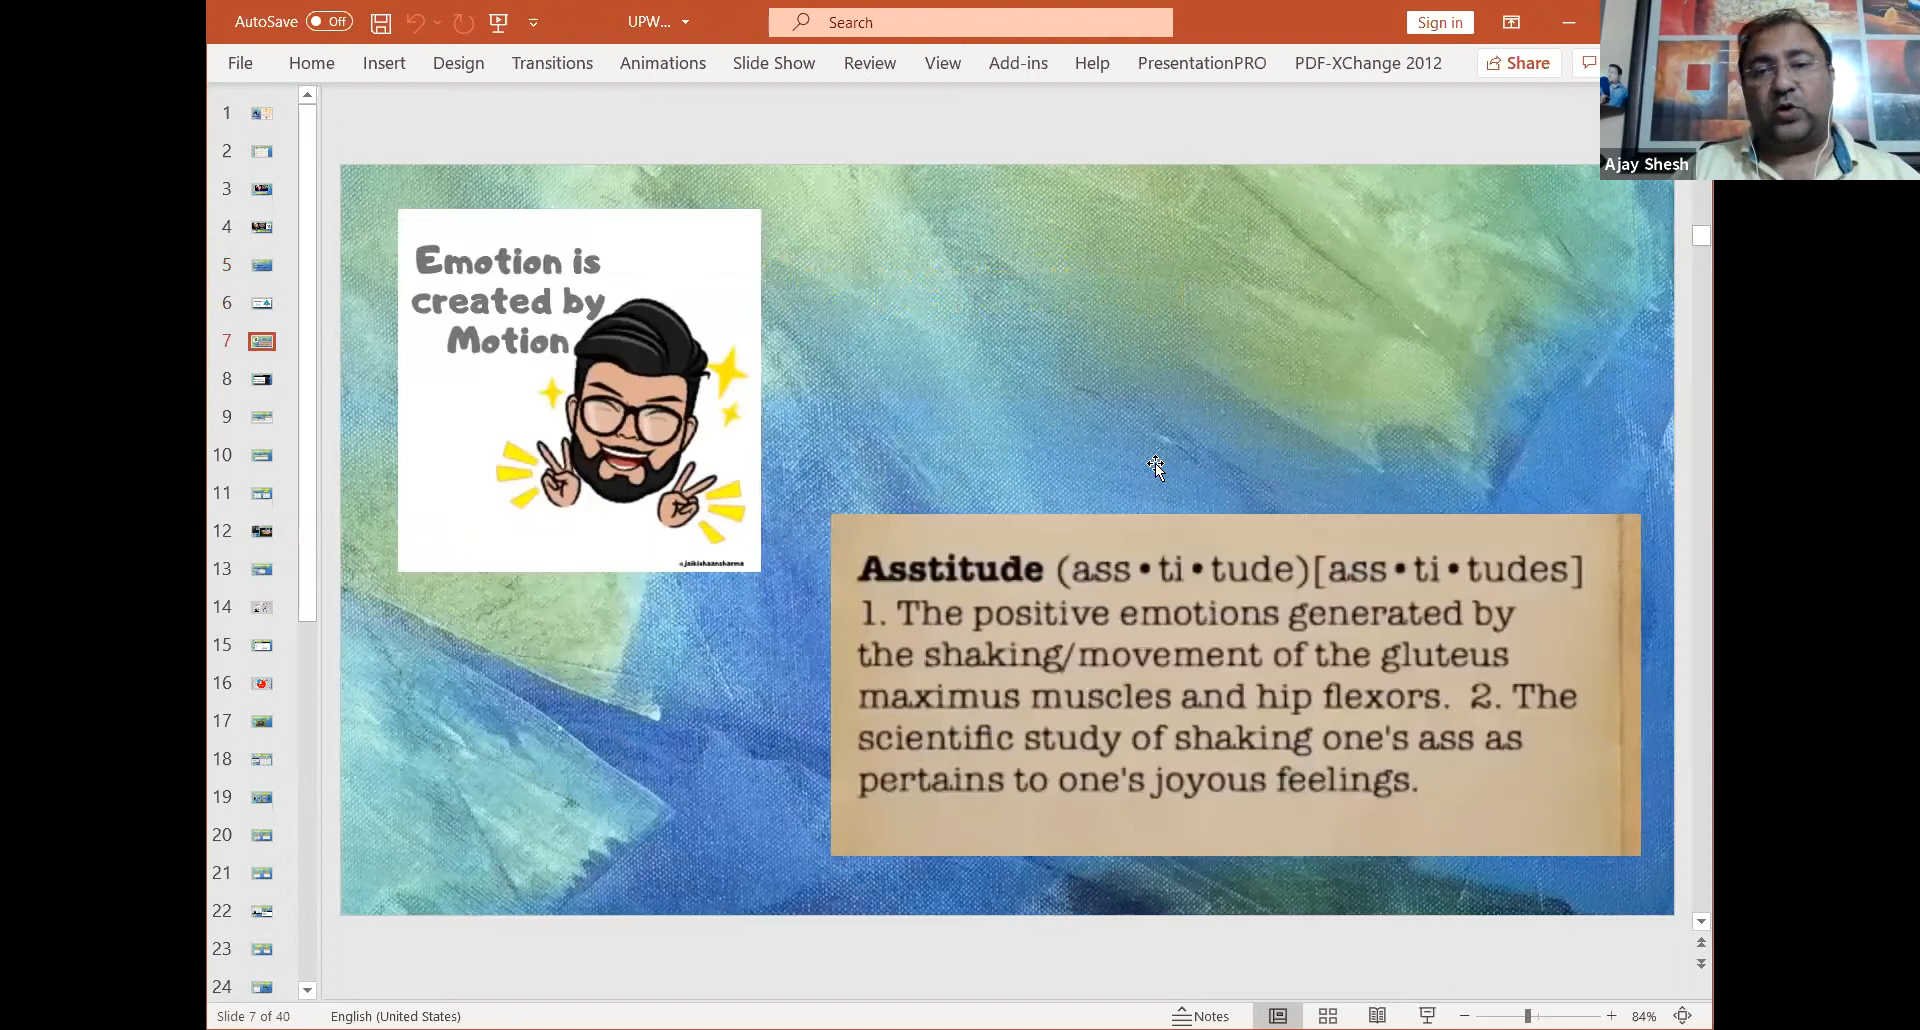 AutoSave Off UPW... Search Sign in
File Home Insert Design Transitions Animations Slide Show Review View Add-ins Help PresentationPRO PDF-XChange 2012 Share
Ajay Shesh
1
2
3
4
5
6
7
8
9
10
11
12
13
14
15
16
17
18
19
20
21
22
23
24
Emotion is
created by
Motion
@jaikishaansharma
Asstitude (ass•ti•tude)[ass•ti•tudes]
1. The positive emotions generated by
the shaking/movement of the gluteus
maximus muscles and hip flexors. 2. The
scientific study of shaking one's ass as
pertains to one's joyous feelings.
Slide 7 of 40 English (United States) Notes 84%